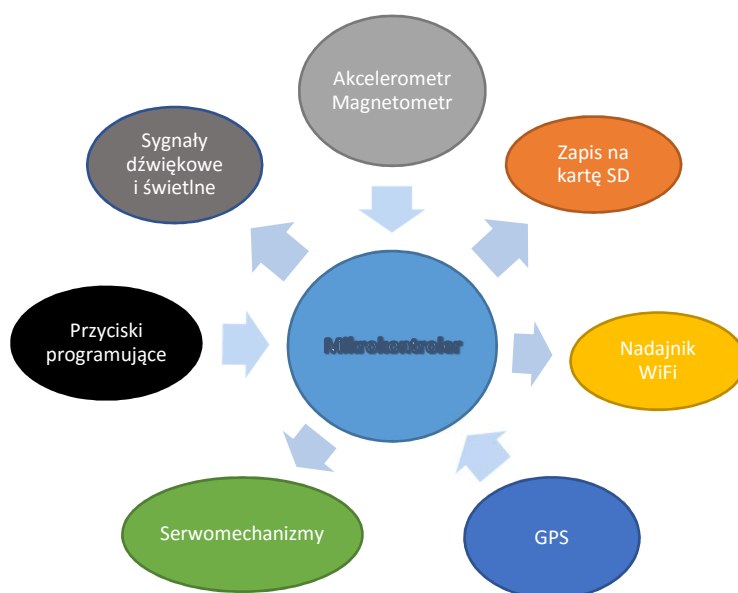 Akcelerometr
Magnetometr
Sygnały
dźwiękowe
i świetlne
Zapis na
kartę SD
Przyciski
programujące
Mikrokontroler
Nadajnik
WiFi
Serwomechanizmy
GPS